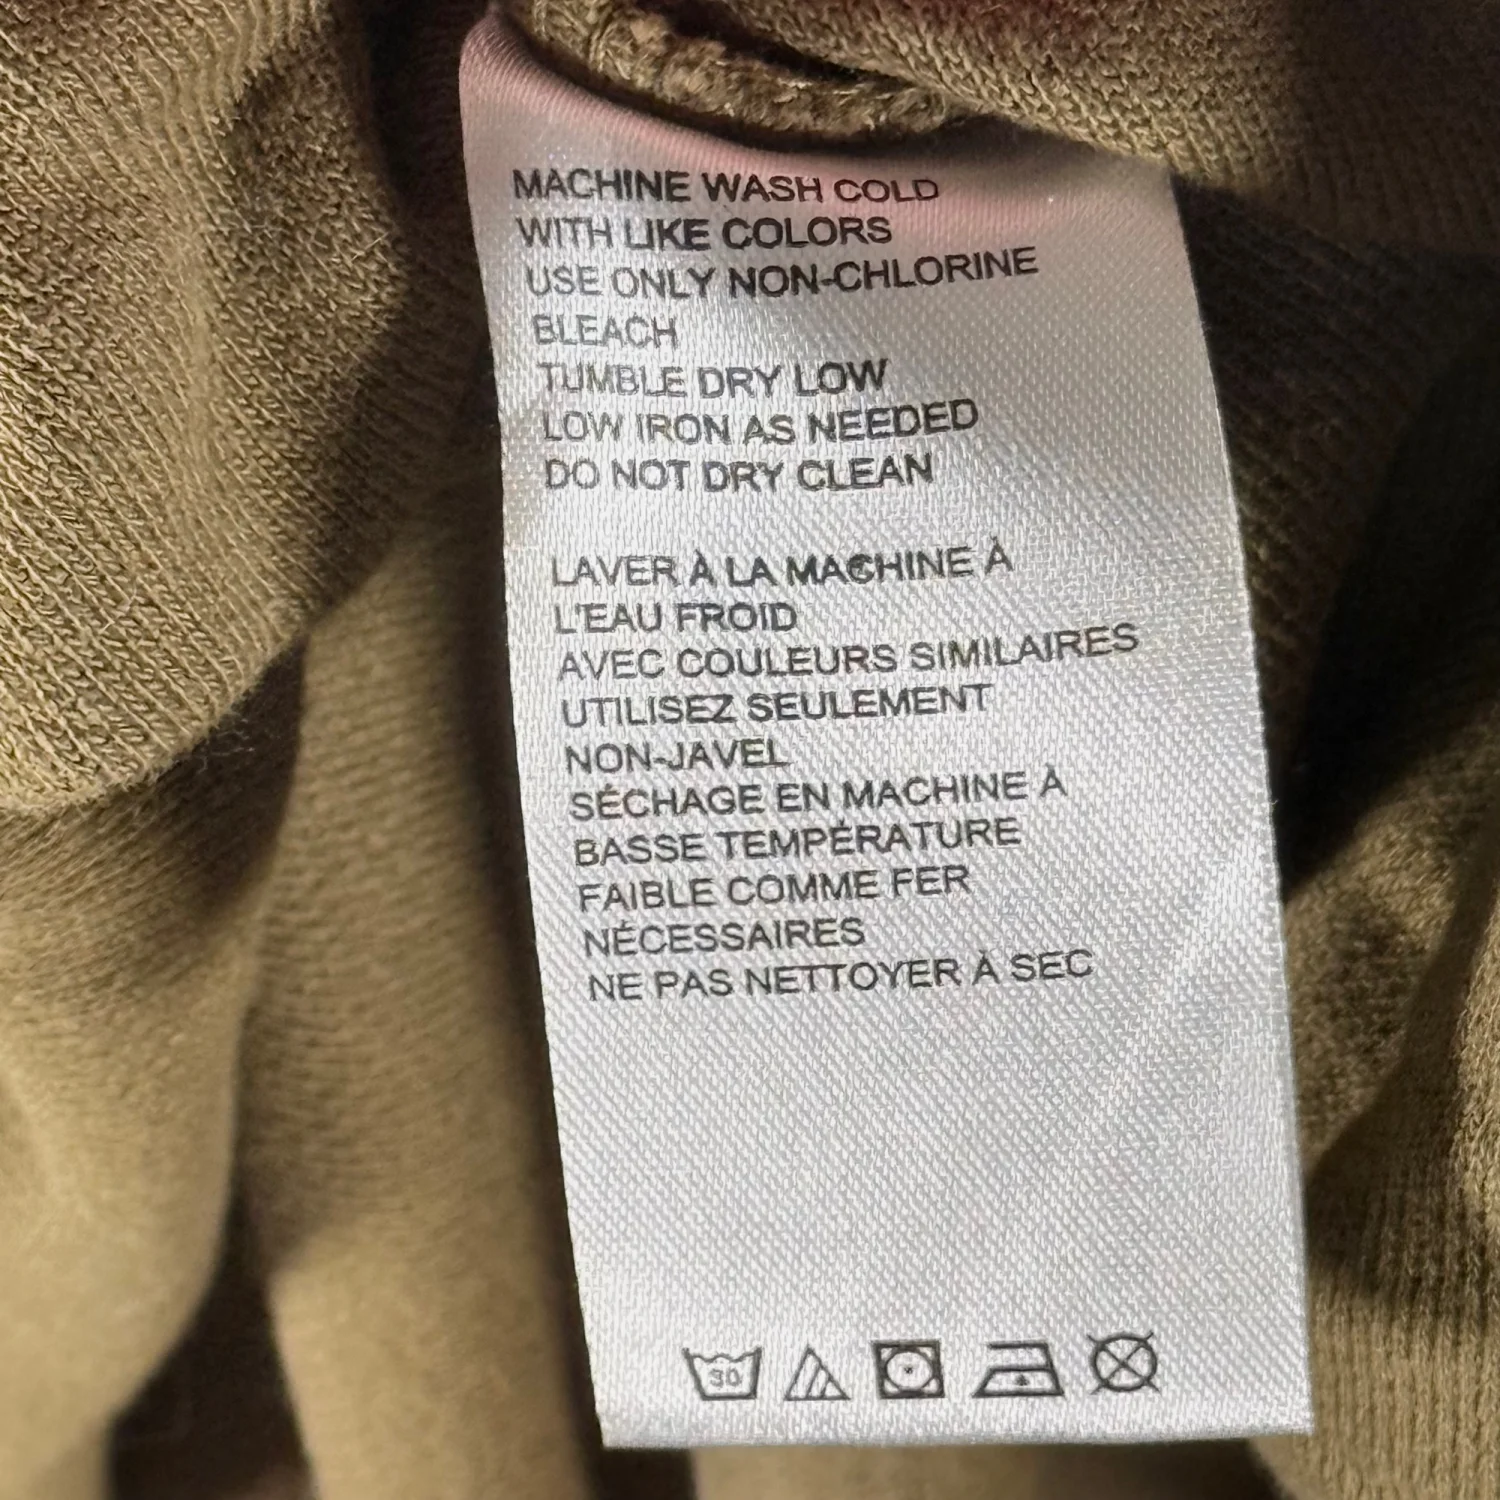 MACHINE WASH COLD
WITH LIKE COLORS
USE ONLY NON-CHLORINE
BLEACH
TUMBLE DRY LOW
LOW IRON AS NEEDED
DO NOT DRY CLEAN
LAVER À LA MACHINE À
L'EAU FROID
AVEC COULEURS SIMILAIRES
UTILISEZ SEULEMENT
NON-JAVEL
SÉCHAGE EN MACHINE À
BASSE TEMPÉRATURE
FAIBLE COMME FER
NÉCESSAIRES
NE PAS NETTOYER À SEC
30